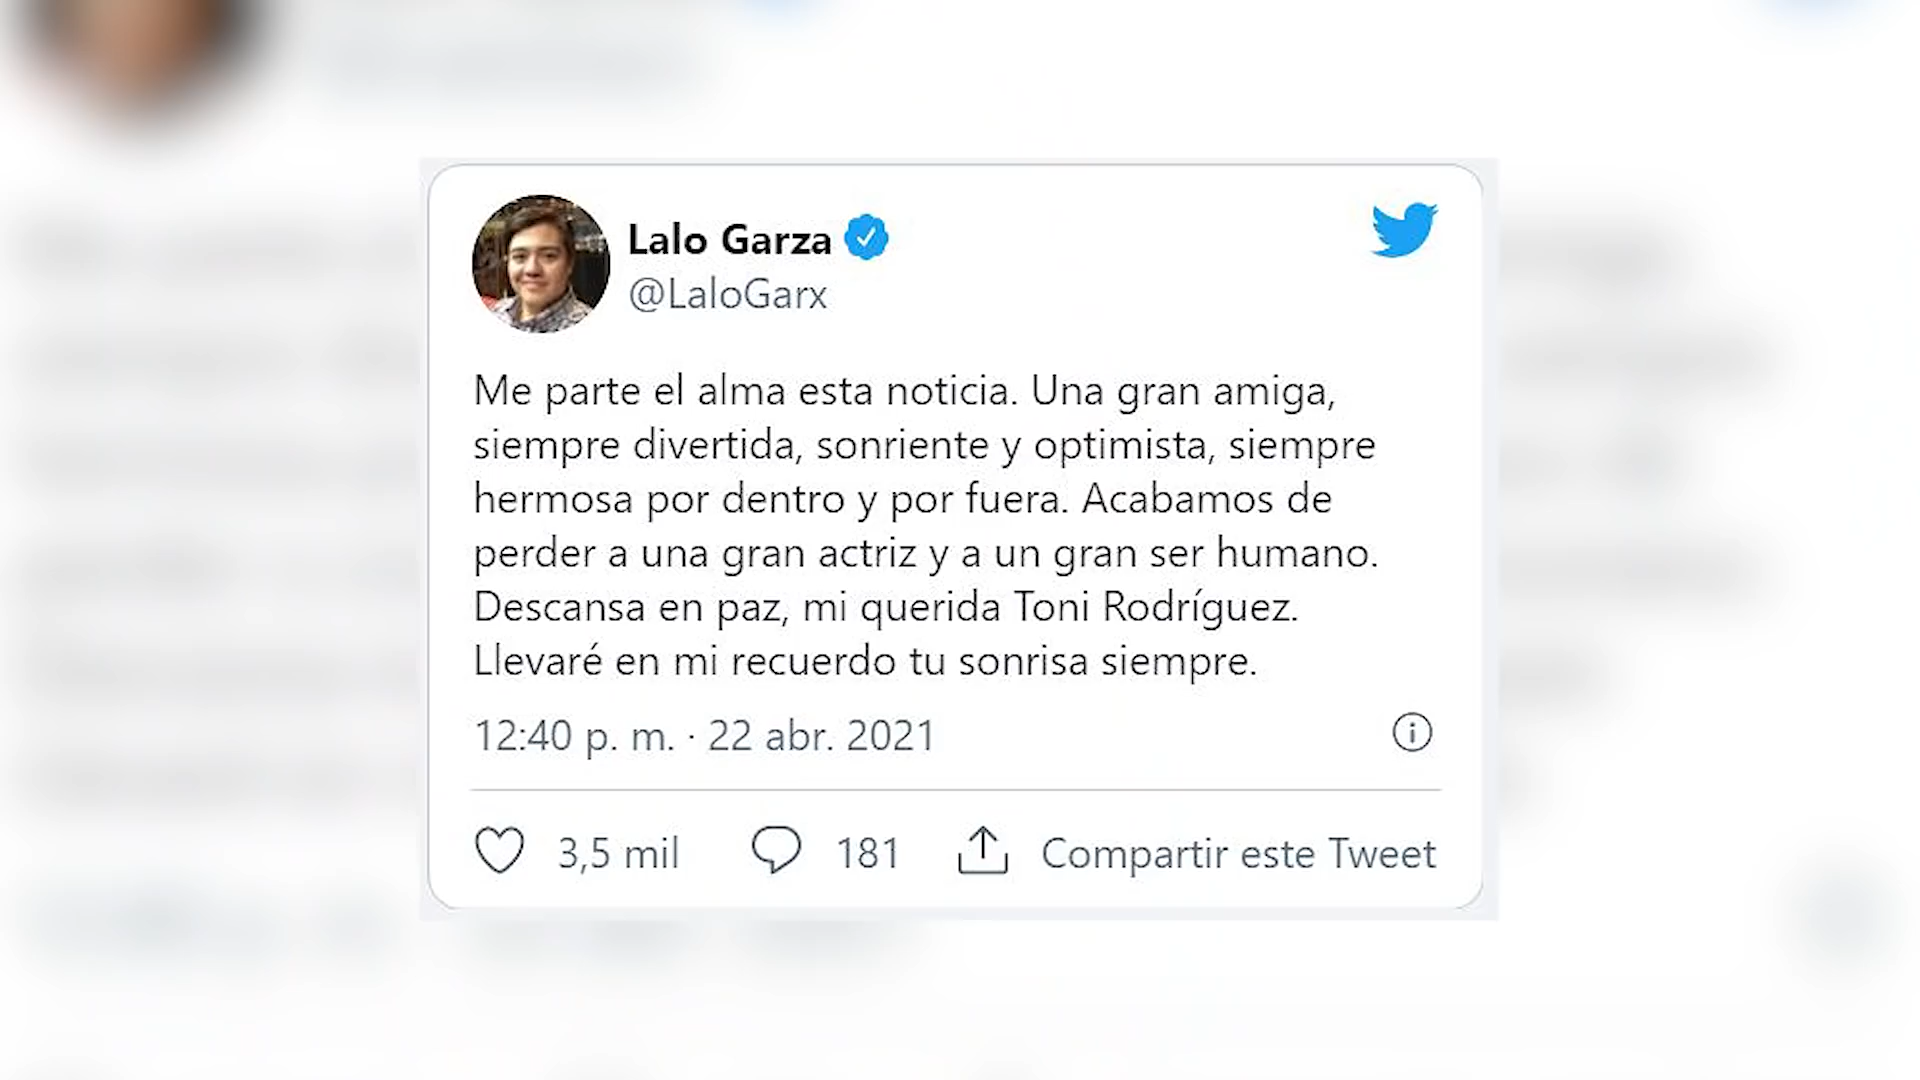 Lalo Garza
@LaloGarx
Me parte el alma esta noticia. Una gran amiga,
siempre divertida, sonriente y optimista, siempre
hermosa por dentro y por fuera. Acabamos de
perder a una gran actriz y a un gran ser humano.
Descansa en paz, mi querida Toni Rodríguez.
Llevaré en mi recuerdo tu sonrisa siempre.
12:40 p. m. · 22 abr. 2021
3,5 mil 181 Compartir este Tweet